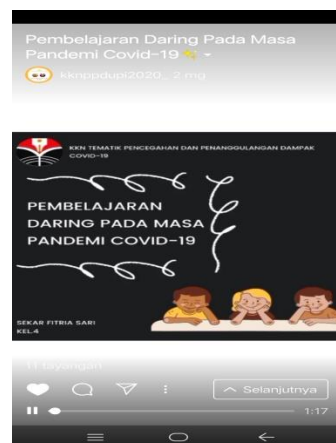 Pembelajaran Daring Pada Masa
Pandemi Covid-19
kknppdupi2020_ 2 mg
KKN TEMATIK PENCEGAHAN DAN PENANGGULANGAN DAMPAK
COVID-19
PEMBELAJARAN
DARING PADA MASA
PANDEMI COVID-19
SEKAR FITRIA SARI
KEL.4
11 tayangan
Selanjutnya
1:17